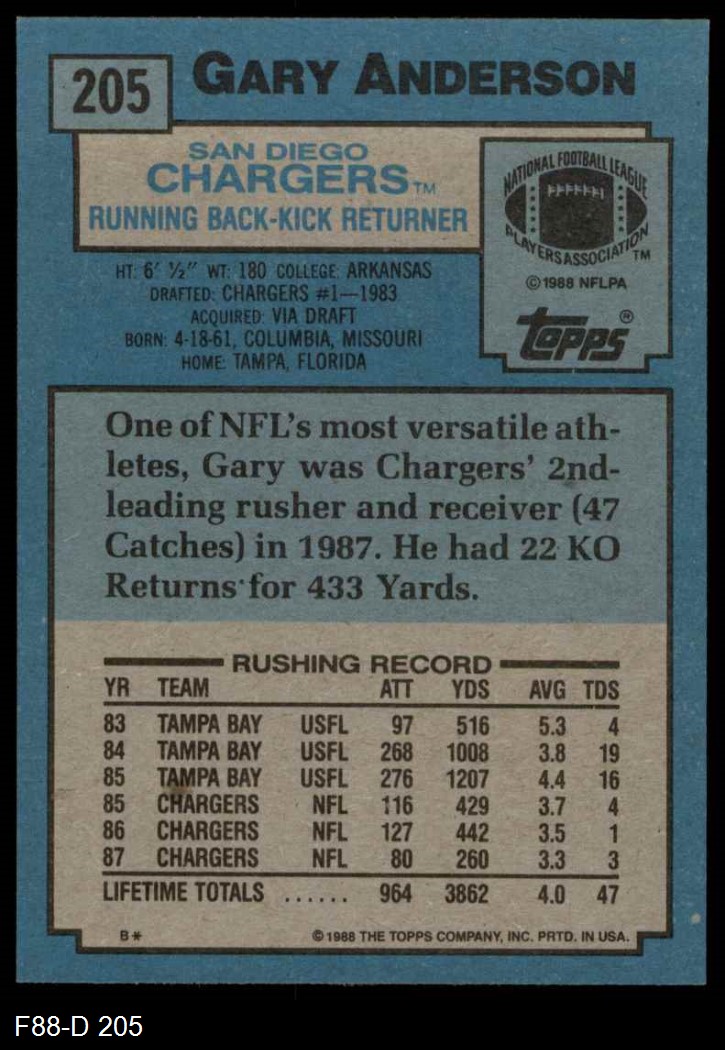 205
GARY ANDERSON
SAN DIEGO
CHARGERS TM
RUNNING BACK-KICK RETURNER
NATIONAL FOOTBALL LEAGUE
PLAYERS ASSOCIATION TM
©1988 NFLPA
topps®
HT: 6' ½" WT: 180 COLLEGE: ARKANSAS
DRAFTED: CHARGERS #1—1983
ACQUIRED: VIA DRAFT
BORN: 4-18-61, COLUMBIA, MISSOURI
HOME: TAMPA, FLORIDA
One of NFL's most versatile ath-
letes, Gary was Chargers' 2nd-
leading rusher and receiver (47
Catches) in 1987. He had 22 KO
Returns for 433 Yards.
RUSHING RECORD
YR TEAM ATT YDS AVG TDS
83 TAMPA BAY USFL 97 516 5.3 4
84 TAMPA BAY USFL 268 1008 3.8 19
85 TAMPA BAY USFL 276 1207 4.4 16
85 CHARGERS NFL 116 429 3.7 4
86 CHARGERS NFL 127 442 3.5 1
87 CHARGERS NFL 80 260 3.3 3
LIFETIME TOTALS ...... 964 3862 4.0 47
B* ©1988 THE TOPPS COMPANY, INC. PRTD. IN USA.
F88-D 205